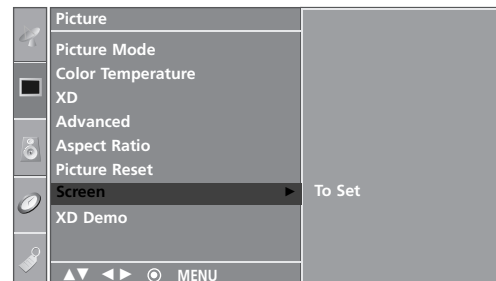 Picture
Picture Mode
Color Temperature
XD
Advanced
Aspect Ratio
Picture Reset
Screen ▶ To Set
XD Demo
▲▼ ◀▶ ◉ MENU